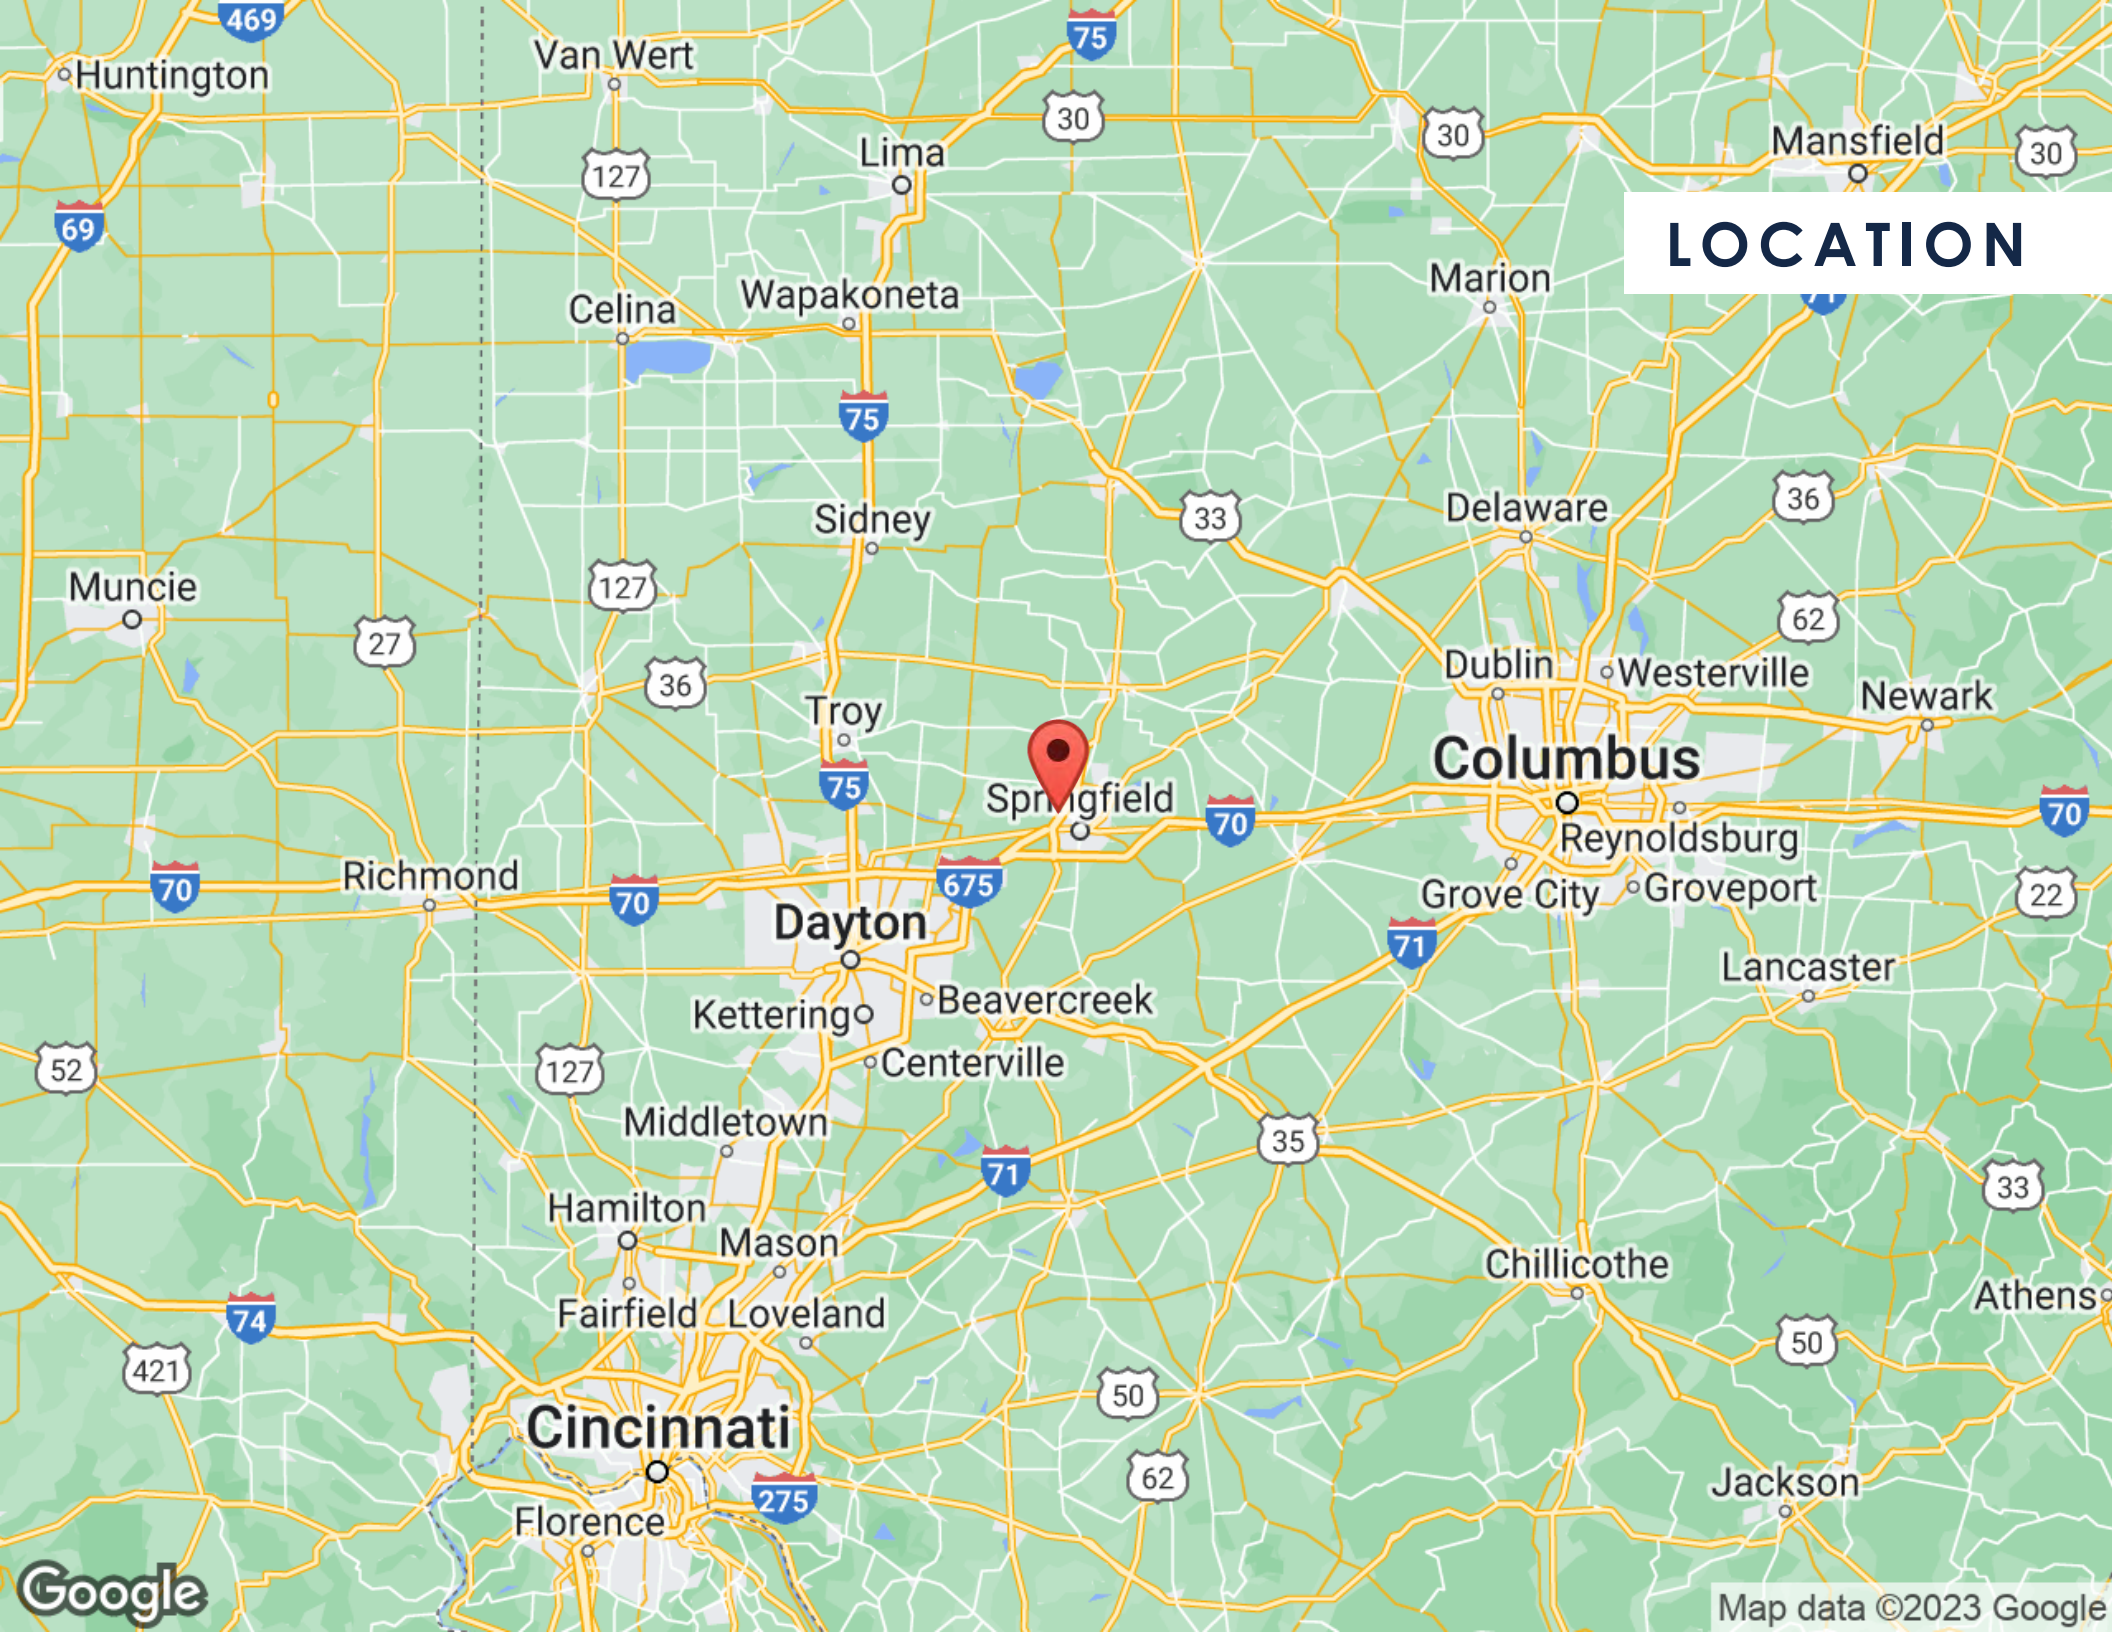 469
75
Van Wert
Huntington
30
30
Mansfield
30
Lima
127
69
LOCATION
Marion
Wapakoneta
Celina
71
75
36
Delaware
33
Sidney
127
Muncie
62
27
Dublin
Westerville
36
Newark
Troy
Columbus
75
Springfield
70
70
Reynoldsburg
Richmond
70
675
70
Grove City
Groveport
22
Dayton
71
Lancaster
Beavercreek
Kettering
Centerville
52
127
Middletown
35
71
33
Hamilton
Mason
Chillicothe
Athens
74
Fairfield
Loveland
50
421
50
Cincinnati
62
Jackson
275
Florence
Google
Map data ©2023 Google